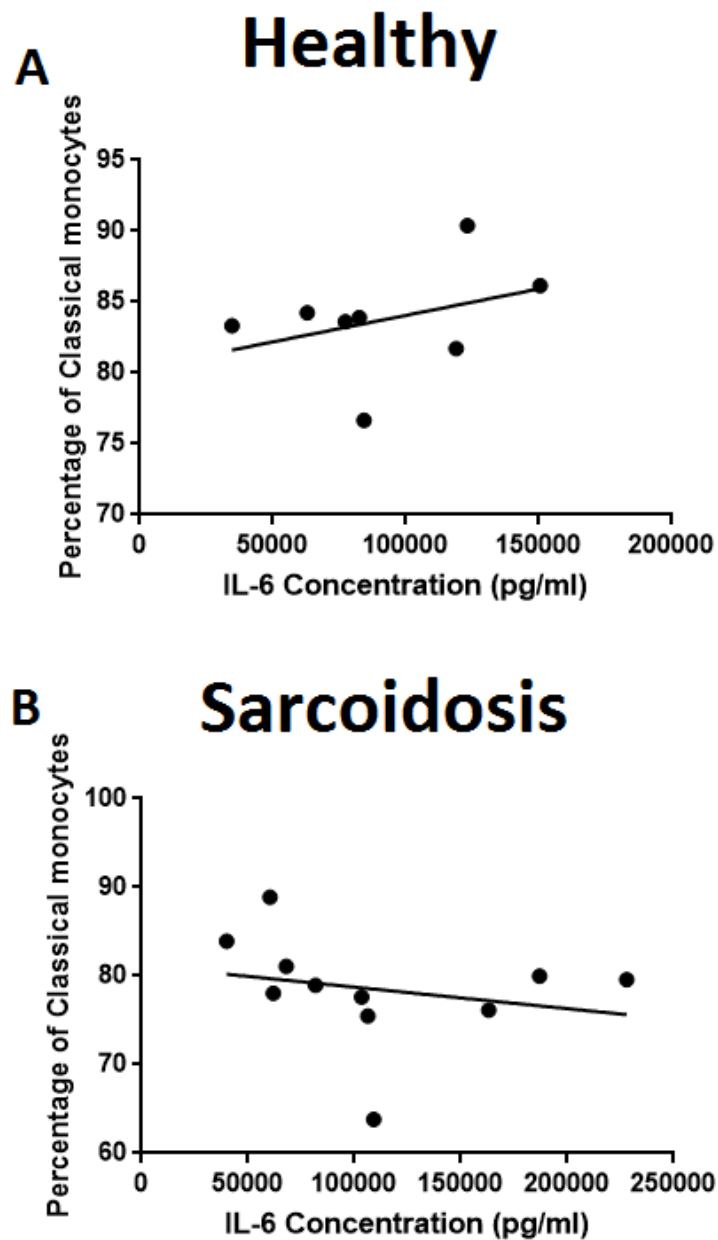 Healthy
A
Percentage of Classical monocytes
95
90
85
80
75
70
0 50000 100000 150000 200000
IL-6 Concentration (pg/ml)
Sarcoidosis
B
Percentage of Classical monocytes
100
90
80
70
60
0 50000 100000 150000 200000 250000
IL-6 Concentration (pg/ml)